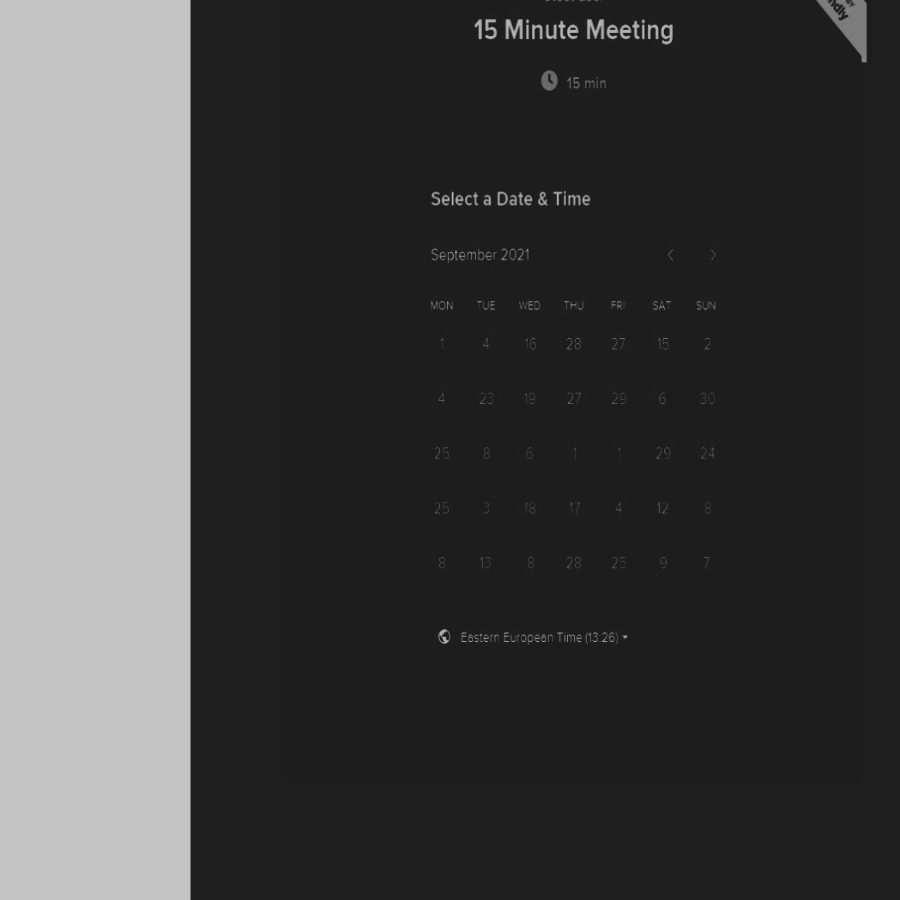 15 Minute Meeting
15 min
Select a Date & Time
September 2021
MON TUE WED THU FRI SAT SUN
1 4 16 28 27 15 2
4 23 19 27 29 6 30
25 8 6 1 1 29 24
25 3 18 17 4 12 8
8 13 8 28 25 9 7
Eastern European Time (13:26)